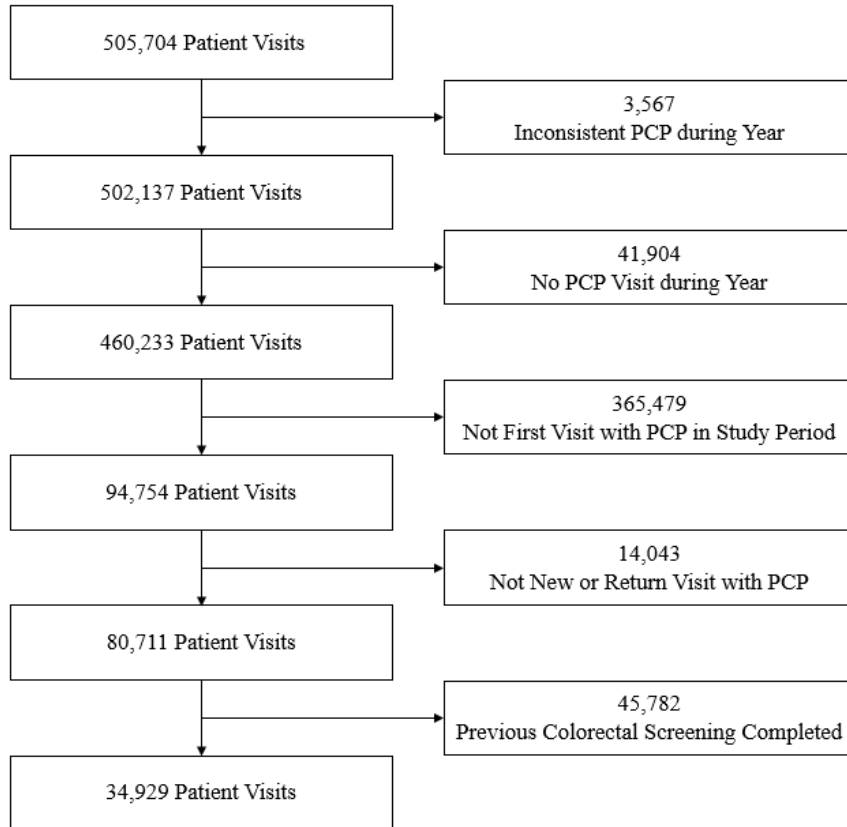 505,704 Patient Visits
3,567
Inconsistent PCP during Year
502,137 Patient Visits
41,904
No PCP Visit during Year
460,233 Patient Visits
365,479
Not First Visit with PCP in Study Period
94,754 Patient Visits
14,043
Not New or Return Visit with PCP
80,711 Patient Visits
45,782
Previous Colorectal Screening Completed
34,929 Patient Visits